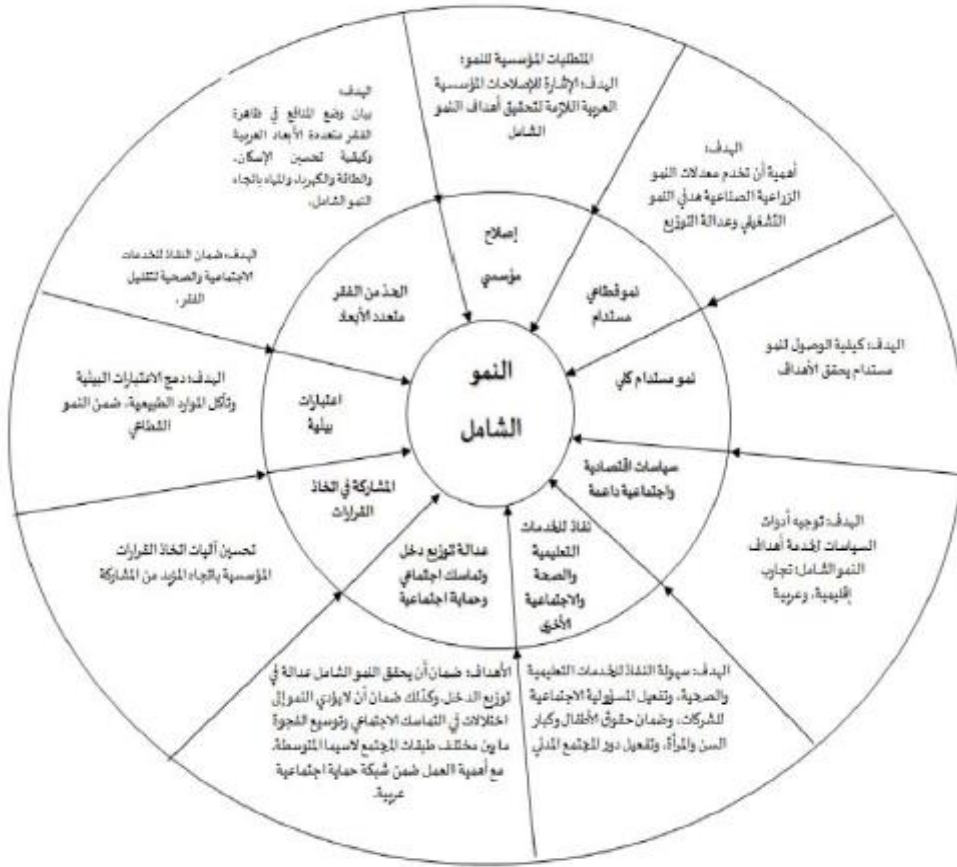 المتطلبات المؤسسية للنمو:
الهدف: الإشارة للإصلاحات المؤسسية
العربية اللازمة لتحقيق أهداف النمو
الشامل
الهدف:
أهمية أن تخدم معدلات النمو
الزراعية الصناعية هدفي النمو
التشغيلي وعدالة التوزيع
الهدف: كيفية الوصول لنمو
مستدام يحقق الأهداف
الهدف: توجيه أدوات
السياسات لخدمة أهداف
النمو الشامل: تجارب
إقليمية، وعربية
الهدف: سهولة النفاذ للخدمات التعليمية
والصحية، وتفعيل المسؤولية الاجتماعية
للشركات، وضمان حقوق الأطفال وكبار
السن والمرأة، وتفعيل دور المجتمع المدني
الأهداف: ضمان أن يحقق النمو الشامل عدالة في
توزيع الدخل، وكذلك ضمان أن لا يؤدي النمو إلى
اختلالات في التماسك الاجتماعي وتوسيع الفجوة
ما بين مختلف طبقات المجتمع لاسيما المتوسطة،
مع أهمية العمل ضمن شبكة حماية اجتماعية
عربية.
تحسين آليات اتخاذ القرارات
المؤسسية باتجاه المزيد من المشاركة
الهدف: دمج الاعتبارات البيئية
وتآكل الموارد الطبيعية، ضمن النمو
القطاعي
الهدف: ضمان النفاذ للخدمات
الاجتماعية والصحية لتقليل
الفقر.
الهدف:
بيان وضع المنافع في ظاهرة
الفقر متعددة الأبعاد العربية
وكيفية تحسين الإسكان،
والطاقة والكهرباء والمياه باتجاه
النمو الشامل.
إصلاح
مؤسسي
نمو قطاعي
مستدام
نمو مستدام كلي
سياسات اقتصادية
واجتماعية داعمة
نفاذ للخدمات
التعليمية
والصحة
والاجتماعية
الأخرى
عدالة توزيع دخل
وتماسك اجتماعي
وحماية اجتماعية
المشاركة في اتخاذ
القرارات
اعتبارات
بيئية
الحد من الفقر
متعدد الأبعاد
النمو
الشامل